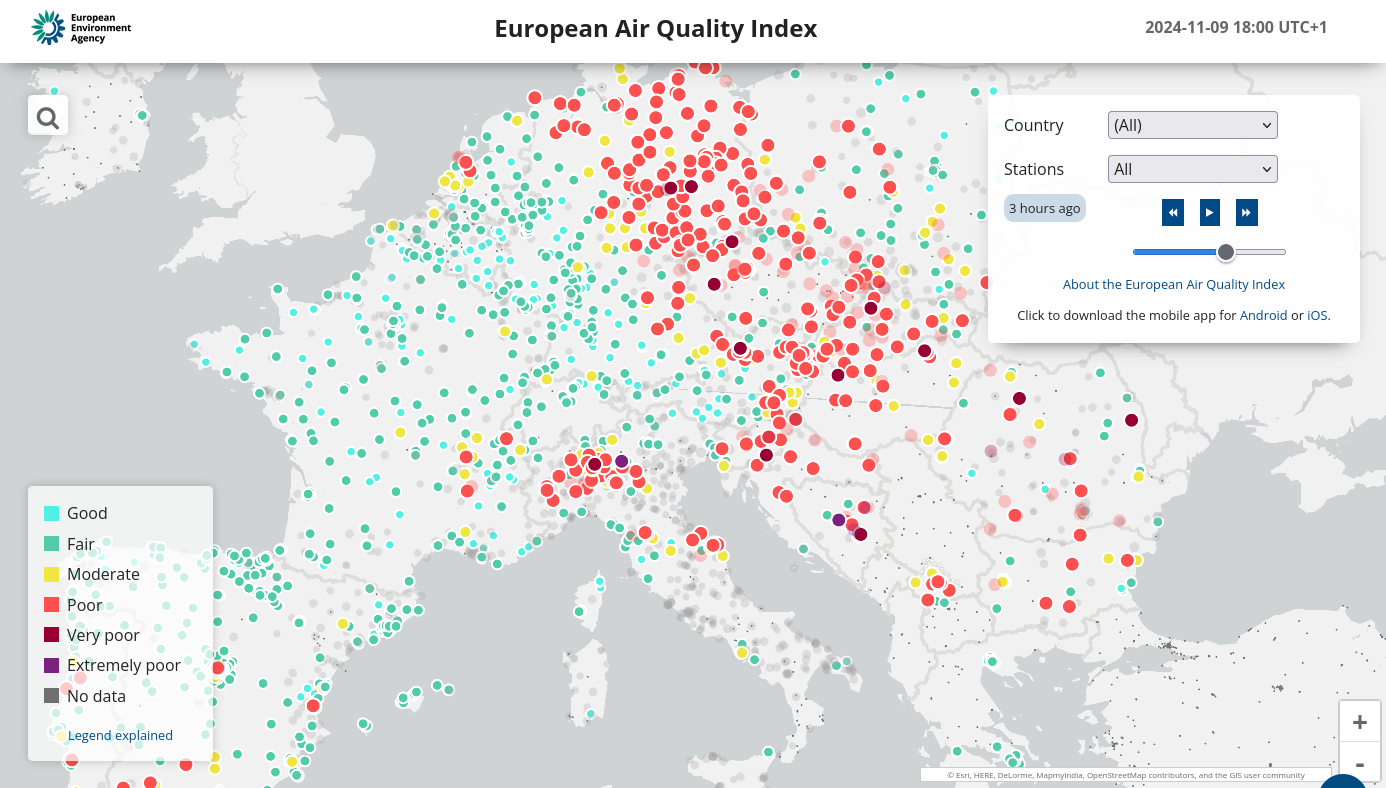 European
Environment
Agency
European Air Quality Index
2024-11-09 18:00 UTC+1
Country
(All)
Stations
All
3 hours ago
About the European Air Quality Index
Click to download the mobile app for Android or iOS.
Good
Fair
Moderate
Poor
Very poor
Extremely poor
No data
Legend explained
+
-
© Esri, HERE, DeLorme, MapmyIndia, OpenStreetMap contributors, and the GIS user community